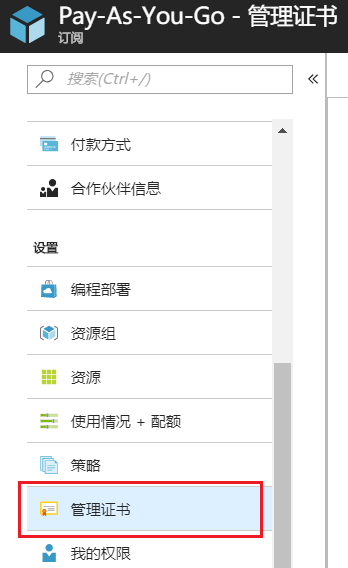 Pay-As-You-Go - 管理证书
订阅
搜索(Ctrl+/)
«
付款方式
合作伙伴信息
设置
编程部署
资源组
资源
使用情况 + 配额
策略
管理证书
我的权限